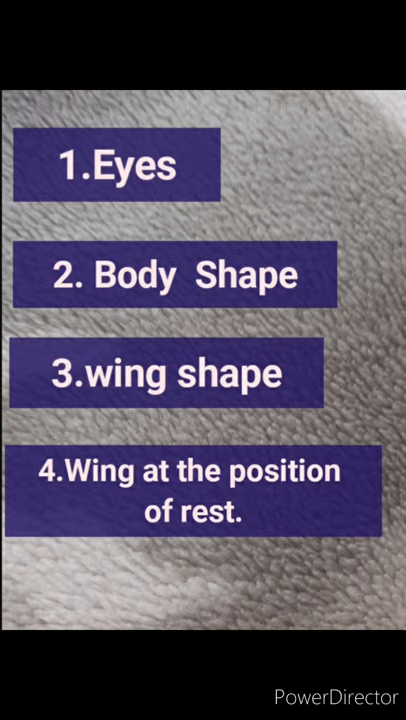 1.Eyes
2. Body Shape
3.wing shape
4.Wing at the position
of rest.
PowerDirector